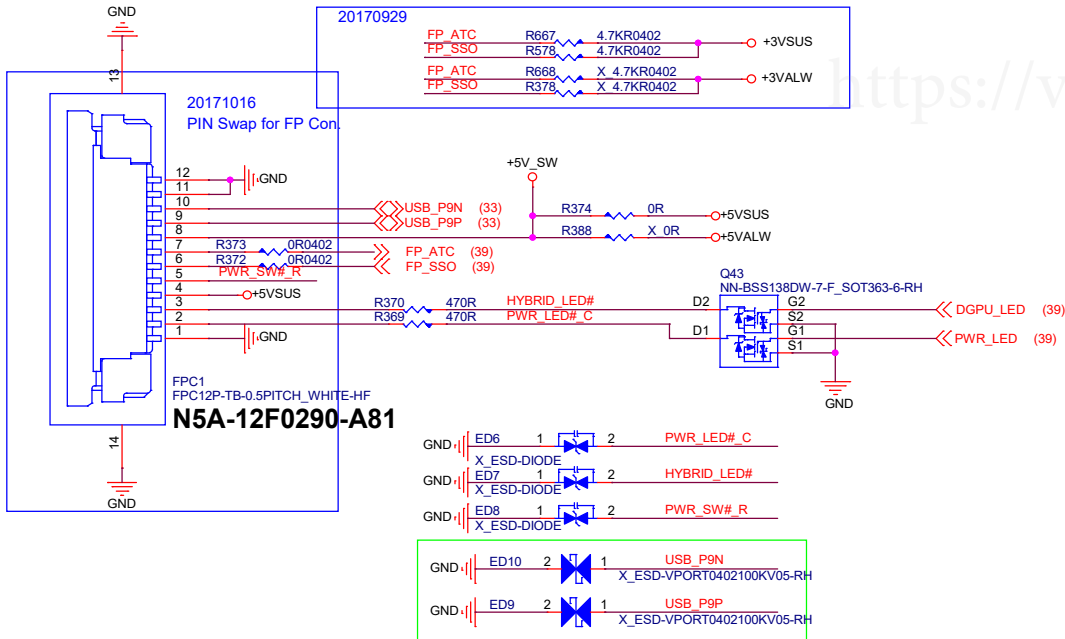 GND
20170929
FP_ATC R667 4.7KR0402
FP_SSO R578 4.7KR0402
+3VSUS
FP_ATC R668 X_4.7KR0402
FP_SSO R378 X_4.7KR0402
+3VALW
https://v
13
20171016
PIN Swap for FP Con.
12
11
GND
10 USB_P9N (33)
9 USB_P9P (33)
8
+5V_SW
R374 0R +5VSUS
R388 X_0R +5VALW
7 R373 0R0402 FP_ATC (39)
6 R372 0R0402 FP_SSO (39)
5 PWR_SW#_R
4 +5VSUS
3 R370 470R HYBRID_LED#
2 R369 470R PWR_LED#_C
1 GND
Q43
NN-BSS138DW-7-F_SOT363-6-RH
D2 G2 DGPU_LED (39)
S2
D1 G1 PWR_LED (39)
S1
GND
FPC1
FPC12P-TB-0.5PITCH_WHITE-HF
N5A-12F0290-A81
14
GND
GND ED6 1 2 PWR_LED#_C
X_ESD-DIODE
GND ED7 1 2 HYBRID_LED#
X_ESD-DIODE
GND ED8 1 2 PWR_SW#_R
X_ESD-DIODE
GND ED10 2 1 USB_P9N
X_ESD-VPORT0402100KV05-RH
GND ED9 2 1 USB_P9P
X_ESD-VPORT0402100KV05-RH